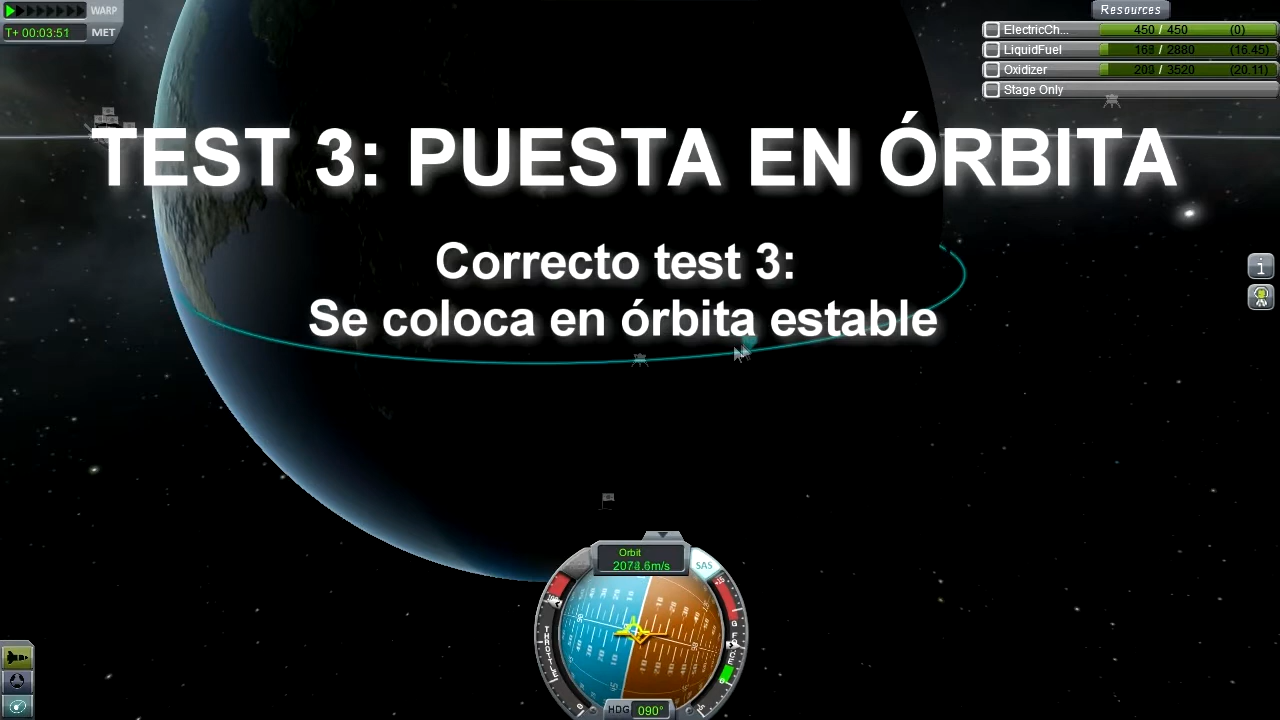 WARP
T+ 00:03:51 MET
Resources
ElectricCh... 450 / 450 (0)
LiquidFuel / 2880 (16.45)
Oxidizer / 3520 (20.11)
Stage Only
TEST 3: PUESTA EN ÓRBITA
Correcto test 3:
Se coloca en órbita estable
Orbit
SAS
THROTTLE
HDG 090°